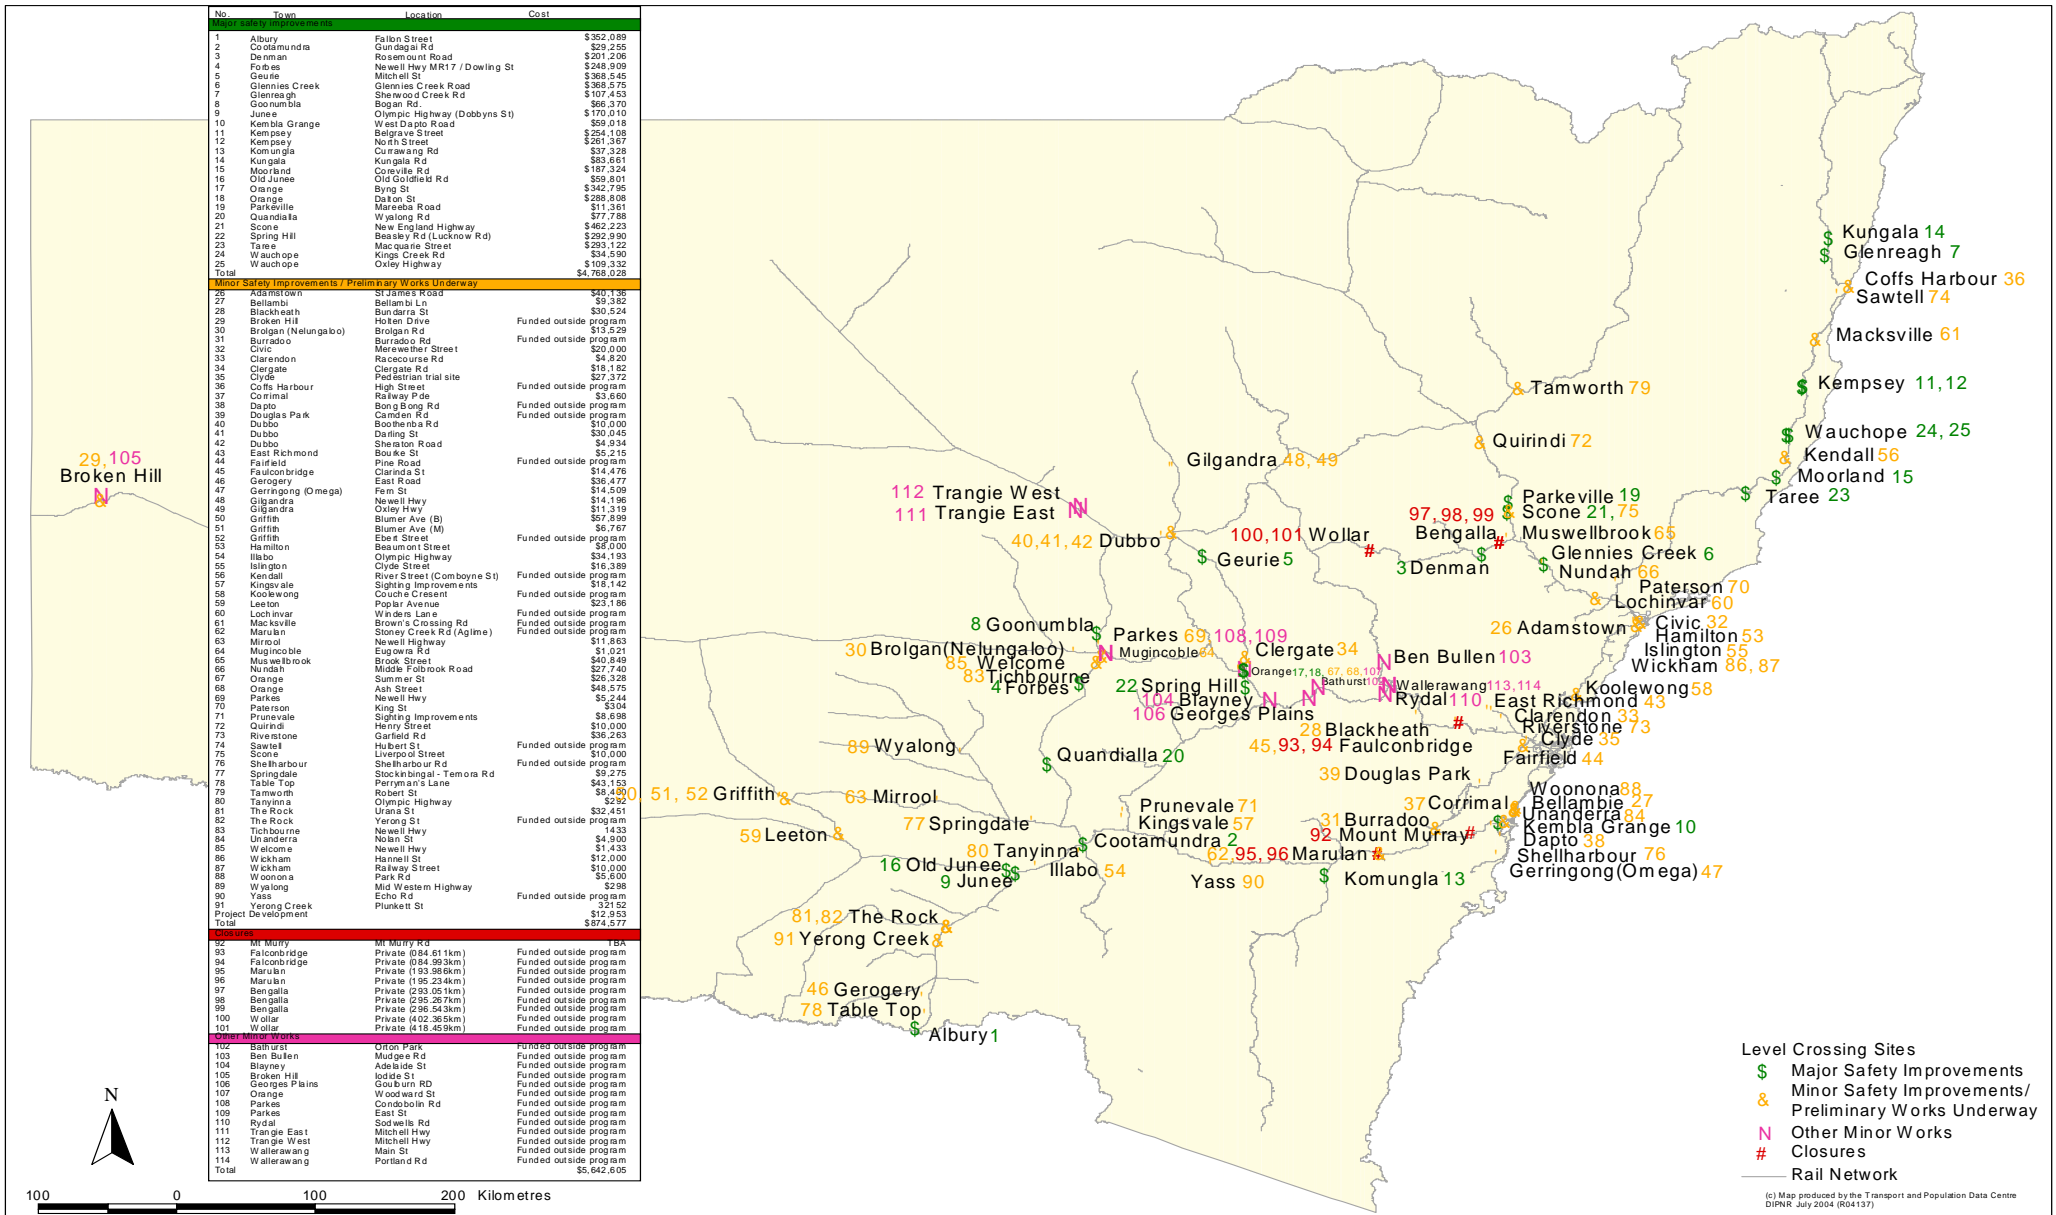 No. Town Location Cost
Major safety improvements
1 Albury Fallon Street $352,089
2 Cootamundra Gundagai Rd $29,255
3 Denman Rosemount Road $201,206
4 Forbes Newell Hwy MR17 / Dowling St $248,909
5 Geurie Mitchell St $368,545
6 Glennies Creek Glennies Creek Road $368,575
7 Glenreagh Sherwood Creek Rd $107,453
8 Goonumbla Bogan Rd. $66,370
9 Junee Olympic Highway (Dobbyns St) $170,010
10 Kembla Grange West Dapto Road $59,018
11 Kempsey Belgrave Street $254,108
12 Kempsey North Street $261,367
13 Komungla Currawang Rd $37,328
14 Kungala Kungala Rd $83,661
15 Moorland Coreville Rd $187,324
16 Old Junee Old Goldfield Rd $59,801
17 Orange Byng St $342,795
18 Orange Dalton St $288,808
19 Parkeville Mareeba Road $11,361
20 Quandialla Wyalong Rd $77,788
21 Scone New England Highway $462,223
22 Spring Hill Beasley Rd (Lucknow Rd) $292,990
23 Taree Macquarie Street $293,122
24 Wauchope Kings Creek Rd $34,590
25 Wauchope Oxley Highway $109,332
Total $4,768,028
Minor Safety Improvements / Preliminary Works Underway
26 Adamstown St James Road $40,136
27 Bellambi Bellambi Ln $9,382
28 Blackheath Bundarra St $30,524
29 Broken Hill Holten Drive Funded outside program
30 Brolgan (Nelungaloo) Brolgan Rd $13,529
31 Burradoo Burradoo Rd Funded outside program
32 Civic Merewether Street $20,000
33 Clarendon Racecourse Rd $4,820
34 Clergate Clergate Rd $18,182
35 Clyde Pedestrian trial site $27,372
36 Coffs Harbour High Street Funded outside program
37 Corrimal Railway Pde $3,660
38 Dapto Bong Bong Rd Funded outside program
39 Douglas Park Camden Rd Funded outside program
40 Dubbo Boothenba Rd $10,000
41 Dubbo Darling St $30,045
42 Dubbo Sheraton Road $4,934
43 East Richmond Bourke St $5,215
44 Fairfield Pine Road Funded outside program
45 Faulconbridge Clarinda St $14,476
46 Gerogery East Road $36,477
47 Gerringong (Omega) Fern St $14,509
48 Gilgandra Newell Hwy $14,196
49 Gilgandra Oxley Hwy $11,319
50 Griffith Blumer Ave (B) $57,899
51 Griffith Blumer Ave (M) $6,767
52 Griffith Ebert Street Funded outside program
53 Hamilton Beaumont Street $8,000
54 Illabo Olympic Highway $34,193
55 Islington Clyde Street $16,389
56 Kendall River Street (Comboyne St) Funded outside program
57 Kingsvale Sighting Improvements $18,142
58 Koolewong Couche Cresent Funded outside program
59 Leeton Poplar Avenue $23,186
60 Lochinvar Winders Lane Funded outside program
61 Macksville Brown's Crossing Rd Funded outside program
62 Marulan Stoney Creek Rd (Aglime) Funded outside program
63 Mirrool Newell Highway $11,863
64 Mugincoble Eugowra Rd $1,021
65 Muswellbrook Brook Street $40,849
66 Nundah Middle Folbrook Road $27,740
67 Orange Summer St $26,328
68 Orange Ash Street $48,575
69 Parkes Newell Hwy $5,244
70 Paterson King St $304
71 Prunevale Sighting Improvements $8,698
72 Quirindi Henry Street $10,000
73 Riverstone Garfield Rd $36,263
74 Sawtell Hulbert St Funded outside program
75 Scone Liverpool Street $10,000
76 Shellharbour Shellharbour Rd Funded outside program
77 Springdale Stockinbingal - Temora Rd $9,275
78 Table Top Perryman's Lane $43,153
79 Tamworth Robert St
80 Tanyinna Olympic Highway $292
81 The Rock Urana St $32,451
82 The Rock Yerong St Funded outside program
83 Tichbourne Newell Hwy 1433
84 Unanderra Nolan St $4,900
85 Welcome Newell Hwy $1,433
86 Wickham Hannell St $12,000
87 Wickham Railway Street $10,000
88 Woonona Park Rd $5,600
89 Wyalong Mid Western Highway $298
90 Yass Echo Rd Funded outside program
91 Yerong Creek Plunkett St 32152
Project Development $12,953
Total $874,577
Closures
92 Mt Murry Mt Murry Rd TBA
93 Falconbridge Private (084.611km) Funded outside program
94 Falconbridge Private (084.993km) Funded outside program
95 Marulan Private (193.986km) Funded outside program
96 Marulan Private (195.234km) Funded outside program
97 Bengalla Private (293.051km) Funded outside program
98 Bengalla Private (295.267km) Funded outside program
99 Bengalla Private (296.543km) Funded outside program
100 Wollar Private (402.365km) Funded outside program
101 Wollar Private (418.459km) Funded outside program
Other Minor Works
102 Bathurst Orton Park Funded outside program
103 Ben Bullen Mudgee Rd Funded outside program
104 Blayney Adelaide St Funded outside program
105 Broken Hill Iodide St Funded outside program
106 Georges Plains Goulburn RD Funded outside program
107 Orange Woodward St Funded outside program
108 Parkes Condobolin Rd Funded outside program
109 Parkes East St Funded outside program
110 Rydal Sodwells Rd Funded outside program
111 Trangie East Mitchell Hwy Funded outside program
112 Trangie West Mitchell Hwy Funded outside program
113 Wallerawang Main St Funded outside program
114 Wallerawang Portland Rd Funded outside program
Total $5,642,605
Kungala 14
Glenreagh 7
Coffs Harbour 36
Sawtell 74
Macksville 61
Tamworth 79
Kempsey 11, 12
Quirindi 72
Wauchope 24, 25
Kendall 56
Moorland 15
Taree 23
29, 105
Broken Hill
Gilgandra 48, 49
112 Trangie West
111 Trangie East
Parkeville 19
Scone 21, 75
97, 98, 99
Bengalla
Muswellbrook 65
40,41, 42 Dubbo
100,101 Wollar
Geurie 5
3 Denman
Glennies Creek 6
Nundah 66
Paterson 70
Lochinvar 60
8 Goonumbla
26 Adamstown
Civic 32
Hamilton 53
Islington 55
Wickham 86, 87
Parkes 69, 108,109
30 Brolgan(Nelungaloo)
Mugincoble 64
85 Welcome
83 Tichbourne
4 Forbes
Clergate 34
Ben Bullen 103
Orange 17,18, 67, 68, 107
Bathurst 102
22 Spring Hill
Wallerawang 113, 114
104 Blayney
Rydal 110
106 Georges Plains
Koolewong 58
East Richmond 43
Clarendon 33
Riverstone 73
Clyde 35
Fairfield 44
28 Blackheath
45, 93, 94 Faulconbridge
89 Wyalong
Quandialla 20
39 Douglas Park
50, 51, 52 Griffith
63 Mirrool
Woonona 88
37 Corrimal
Bellambie 27
Unanderra 84
Kembla Grange 10
Dapto 38
Shellharbour 76
Gerringong(Omega) 47
Prunevale 71
Kingsvale 57
31 Burradoo
92 Mount Murray
77 Springdale
59 Leeton
Cootamundra 2
80 Tanyinna
62, 95, 96 Marulan
16 Old Junee
Illabo 54
9 Junee
Yass 90
Komungla 13
81,82 The Rock
91 Yerong Creek
46 Gerogery
78 Table Top
Albury 1
N
100 0 100 200 Kilometres
Level Crossing Sites
$ Major Safety Improvements
& Minor Safety Improvements/
Preliminary Works Underway
N Other Minor Works
# Closures
Rail Network
(c) Map produced by the Transport and Population Data Centre
DIPNR July 2004 (R04137)